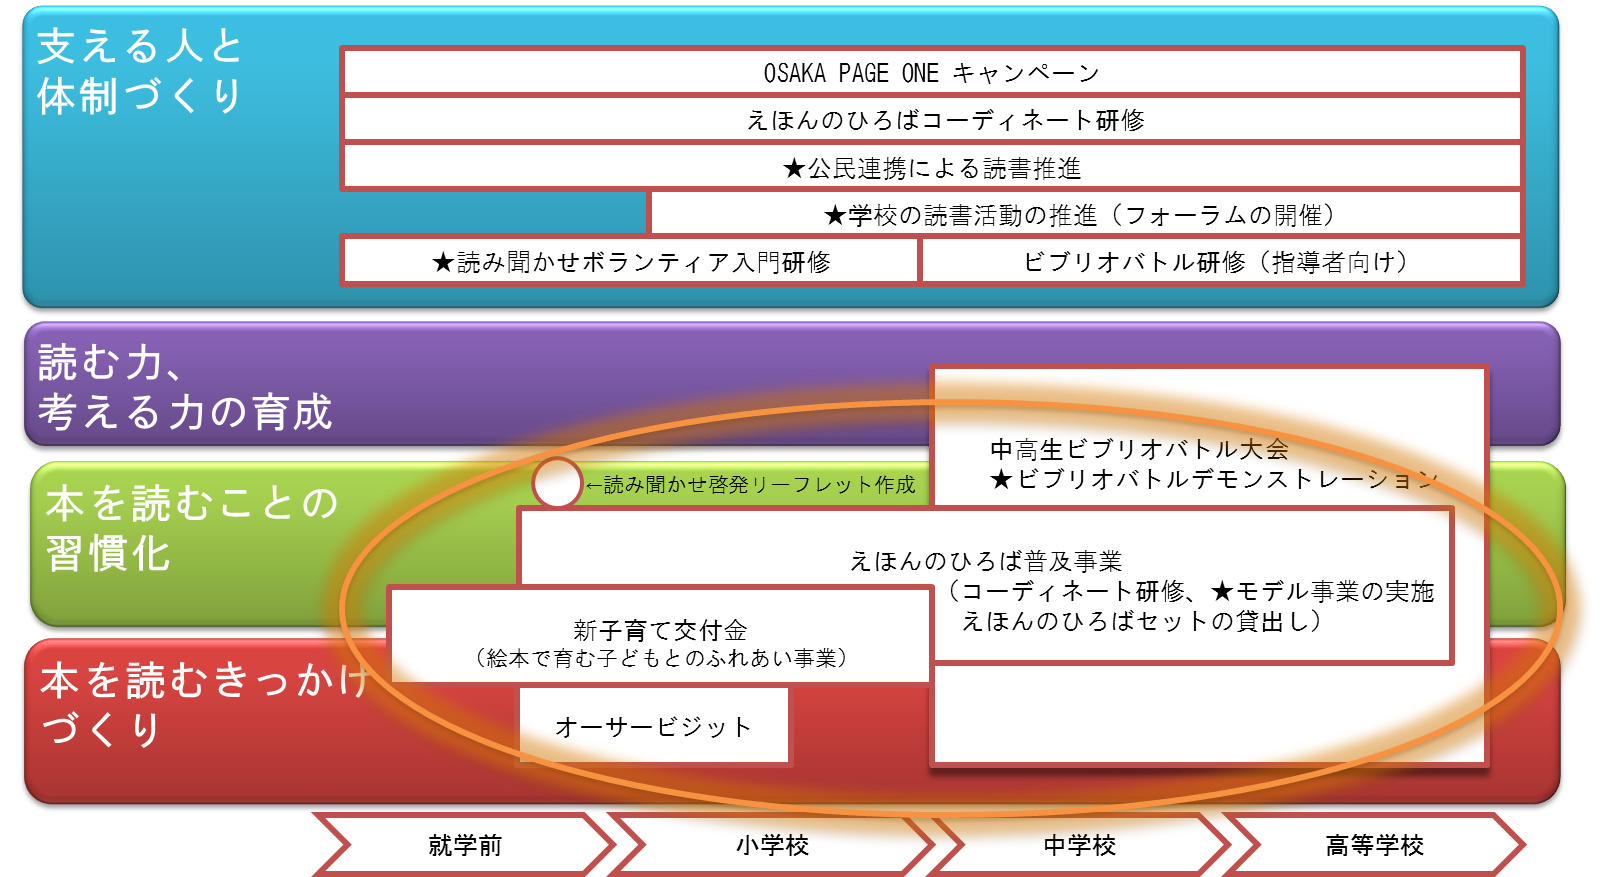 支える人と
体制づくり
OSAKA PAGE ONE キャンペーン
えほんのひろばコーディネート研修
★公民連携による読書推進
★学校の読書活動の推進（フォーラムの開催）
★読み聞かせボランティア入門研修
ビブリオバトル研修（指導者向け）
読む力、
考える力の育成
中高生ビブリオバトル大会
★ビブリオバトルデモンストレーション
本を読むことの
習慣化
←読み聞かせ啓発リーフレット作成
えほんのひろば普及事業
（コーディネート研修、★モデル事業の実施
えほんのひろばセットの貸出し）
新子育て交付金
（絵本で育む子どもとのふれあい事業）
本を読むきっかけ
づくり
オーサービジット
就学前
小学校
中学校
高等学校